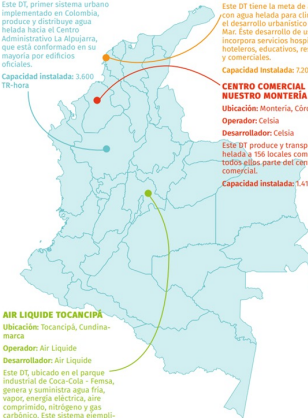 Este DT, primer sistema urbano
implementado en Colombia,
produce y distribuye agua
helada hacia el Centro
Administrativo La Alpujarra,
que está conformado en su
mayoría por edificios
oficiales.
Capacidad instalada: 3.600
TR-hora
Este DT tiene la meta de
con agua helada para cli
el desarrollo urbanístico
Mar. Este desarrollo de u
incorpora servicios hospi
hoteleros, educativos, res
y comerciales.
Capacidad Instalada: 7.20
CENTRO COMERCIAL
NUESTRO MONTERÍA
Ubicación: Montería, Córd
Operador: Celsia
Desarrollador: Celsia
Este DT produce y transp
helada a 156 locales com
todos ellos parte del cen
comercial.
Capacidad instalada: 1.41
AIR LIQUIDE TOCANCIPÁ
Ubicación: Tocancipá, Cundina-
marca
Operador: Air Liquide
Desarrollador: Air Liquide
Este DT, ubicado en el parque
industrial de Coca-Cola - Femsa,
genera y suministra agua fría,
vapor, energía eléctrica, aire
comprimido, nitrógeno y gas
carbónico. Este sistema ejempli-